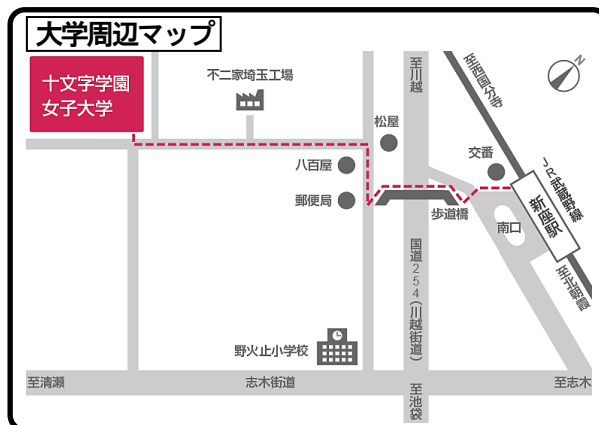 大学周辺マップ
十文字学園
女子大学
不二家埼玉工場
至川越
至西国分寺
N
松屋
交番
八百屋
JR武蔵野線
新座駅
郵便局
歩道橋
南口
国道254(川越街道)
至北朝霞
野火止小学校
至清瀬
志木街道
至池袋
至志木